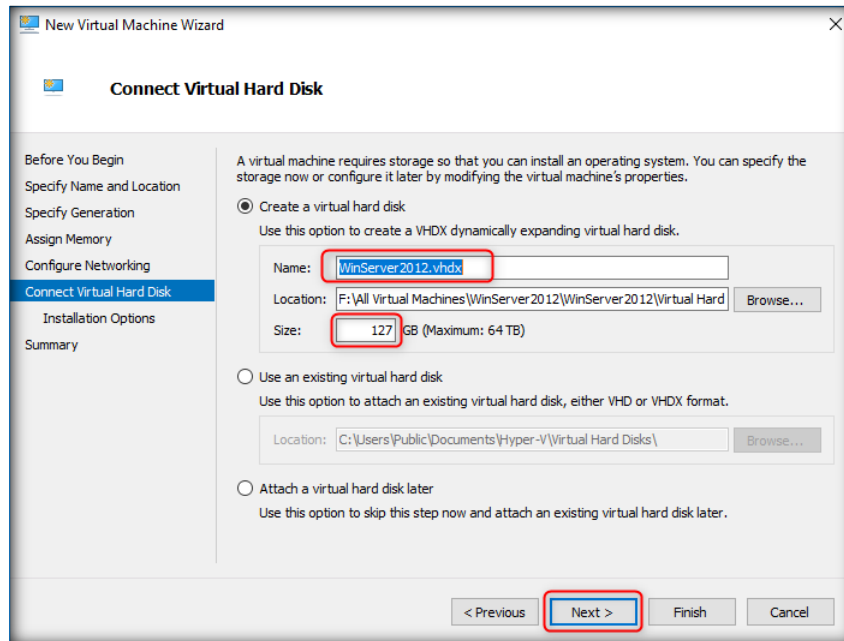 New Virtual Machine Wizard
Connect Virtual Hard Disk
Before You Begin
Specify Name and Location
Specify Generation
Assign Memory
Configure Networking
Connect Virtual Hard Disk
Installation Options
Summary
A virtual machine requires storage so that you can install an operating system. You can specify the
storage now or configure it later by modifying the virtual machine's properties.
Create a virtual hard disk
Use this option to create a VHDX dynamically expanding virtual hard disk.
Name: WinServer2012.vhdx
Location: F:\All Virtual Machines\WinServer2012\WinServer2012\Virtual Hard Browse...
Size: 127 GB (Maximum: 64 TB)
Use an existing virtual hard disk
Use this option to attach an existing virtual hard disk, either VHD or VHDX format.
Location: C:\Users\Public\Documents\Hyper-V\Virtual Hard Disks\ Browse...
Attach a virtual hard disk later
Use this option to skip this step now and attach an existing virtual hard disk later.
< Previous Next > Finish Cancel